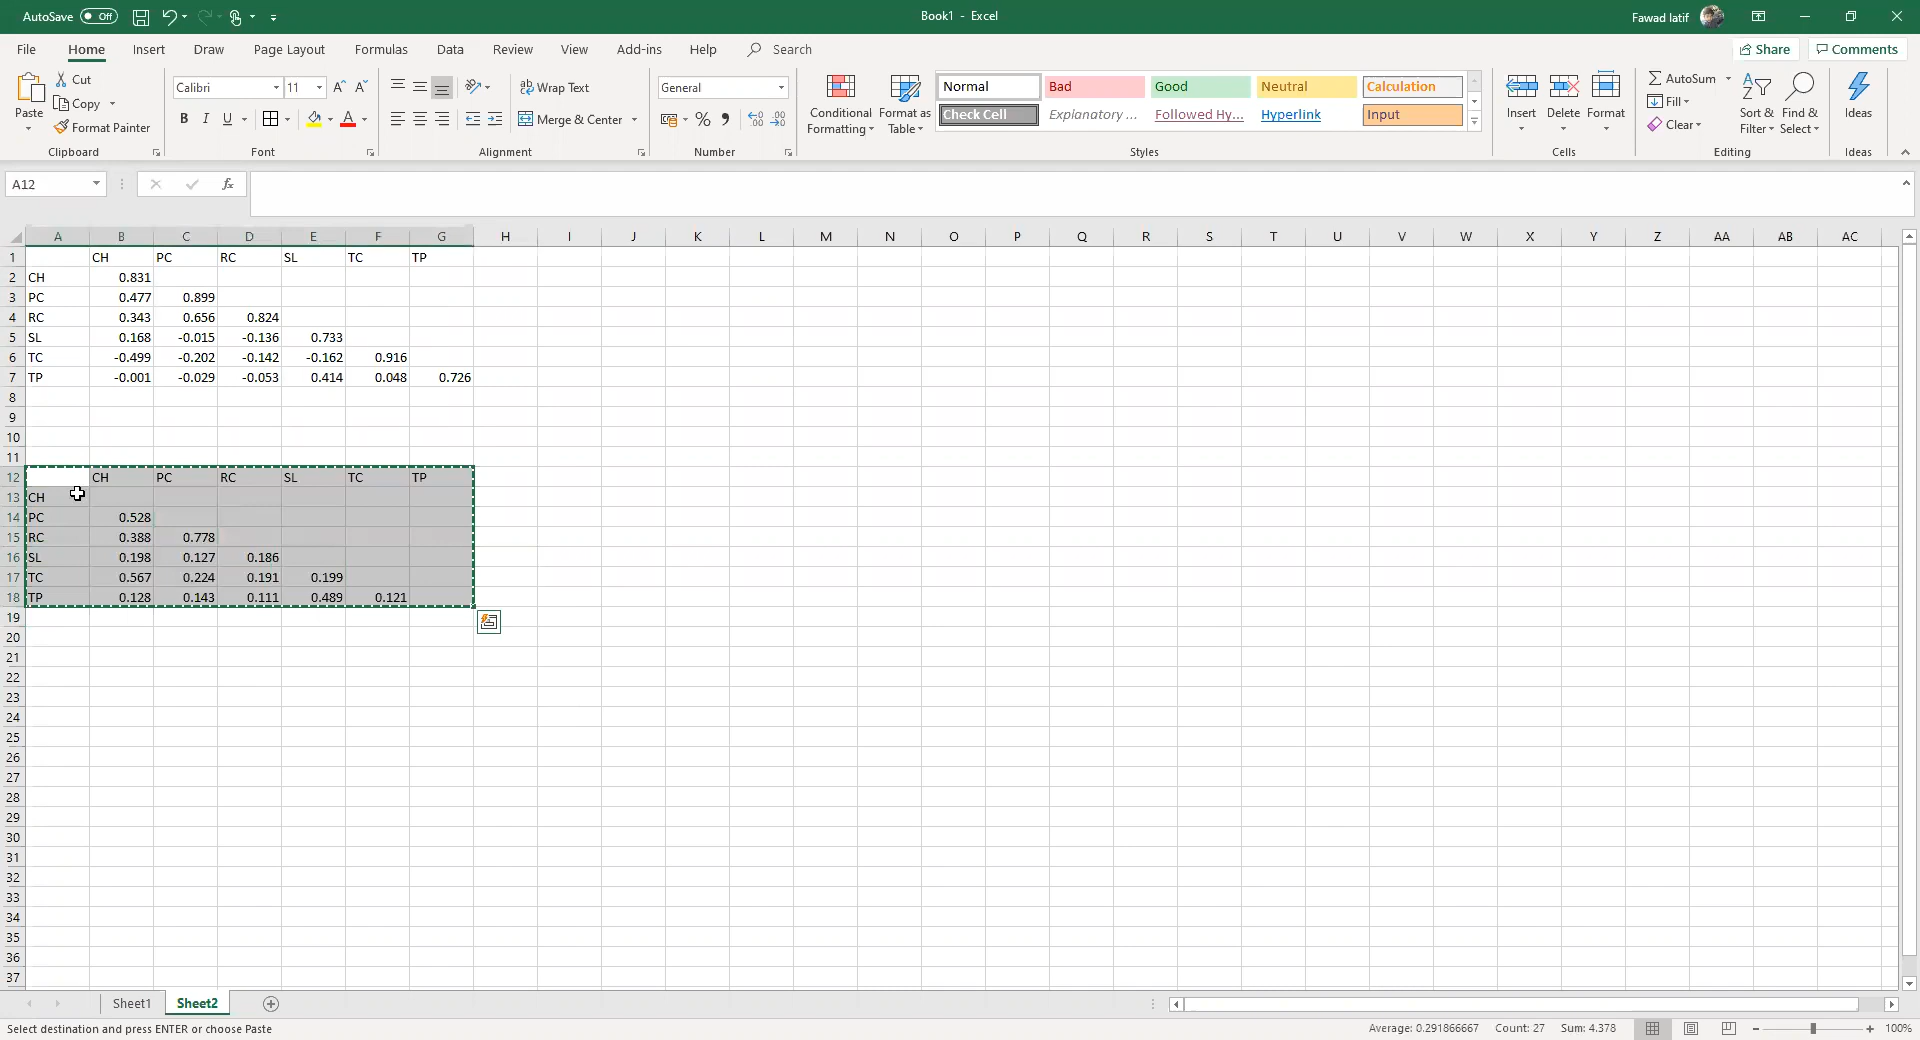 AutoSave Off Book1 - Excel Fawad latif
File Home Insert Draw Page Layout Formulas Data Review View Add-ins Help Search Share Comments
Paste Cut Copy Format Painter Clipboard
Calibri 11 A A B I U A Font
Wrap Text Merge & Center Alignment
General % Number
Conditional Formatting Format as Table
Normal Bad Good Neutral Calculation
Check Cell Explanatory ... Followed Hy... Hyperlink Input
Styles
Insert Delete Format Cells
AutoSum Fill Clear Sort & Filter Find & Select Editing
Ideas Ideas
A12 fx
A B C D E F G H I J K L M N O P Q R S T U V W X Y Z AA AB AC
1 CH PC RC SL TC TP
2 CH 0.831
3 PC 0.477 0.899
4 RC 0.343 0.656 0.824
5 SL 0.168 -0.015 -0.136 0.733
6 TC -0.499 -0.202 -0.142 -0.162 0.916
7 TP -0.001 -0.029 -0.053 0.414 0.048 0.726
8
9
10
11
12 CH PC RC SL TC TP
13 CH
14 PC 0.528
15 RC 0.388 0.778
16 SL 0.198 0.127 0.186
17 TC 0.567 0.224 0.191 0.199
18 TP 0.128 0.143 0.111 0.489 0.121
19
20
21
22
23
24
25
26
27
28
29
30
31
32
33
34
35
36
37
Sheet1 Sheet2
Select destination and press ENTER or choose Paste Average: 0.291866667 Count: 27 Sum: 4.378 100%